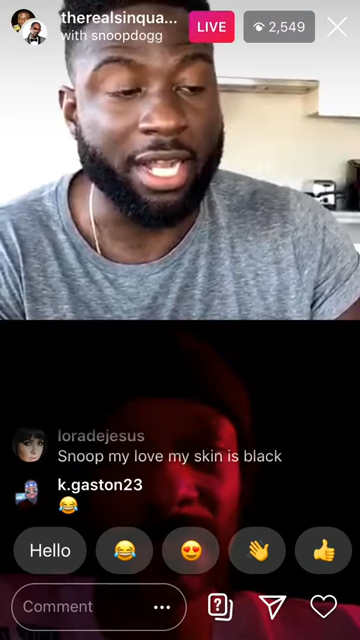 therealsinqua...
with snoopdogg
LIVE
2,549
loradejesus
Snoop my love my skin is black
k.gaston23
😂
Hello
😂
😍
👋
👍
Comment